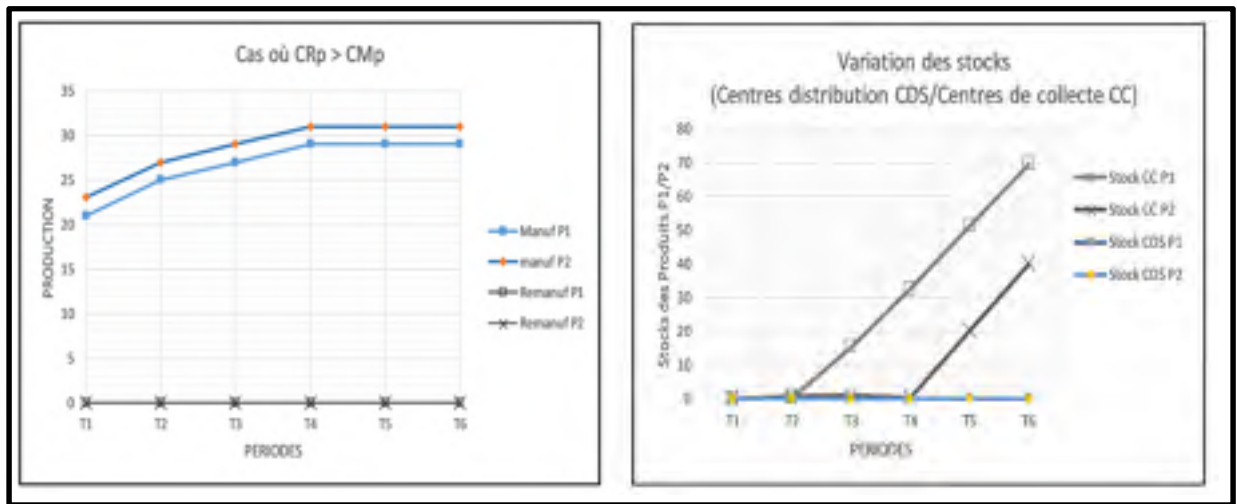 Cas où CRp > CMp
35
30
25
20
15
10
5
0
PRODUCTION
T1 T2 T3 T4 T5 T6
PERIODES
Manuf P1
manuf P2
Remanuf P1
Remanuf P2
Variation des stocks
(Centres distribution CDS/Centres de collecte CC)
80
70
60
50
40
30
20
10
0
Stocks des Produits P1/P2
T1 T2 T3 T4 T5 T6
PERIODES
Stock CC P1
Stock CC P2
Stock CDS P1
Stock CDS P2